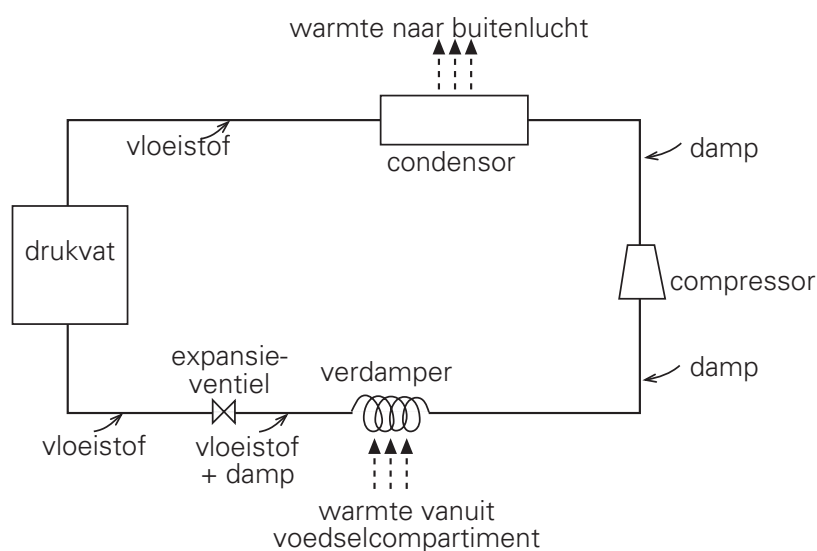 warmte naar buitenlucht
vloeistof
condensor
damp
drukvat
compressor
expansie-
ventiel
verdamper
damp
vloeistof
vloeistof
+ damp
warmte vanuit
voedselcompartiment